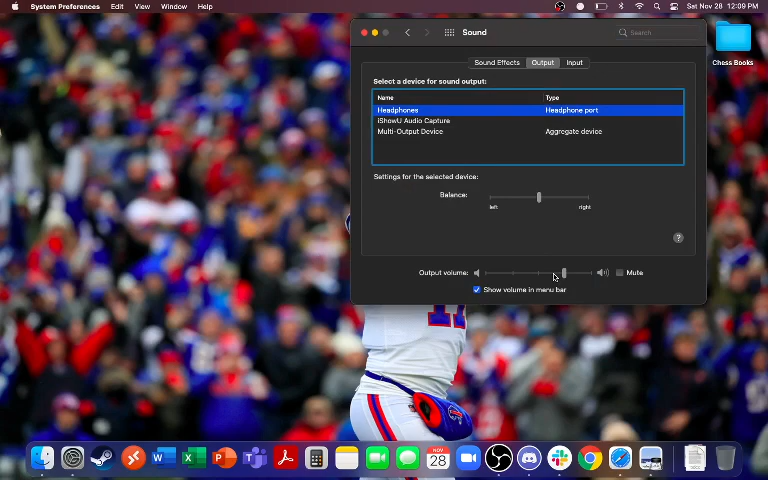 System Preferences Edit View Window Help Sat Nov 28 12:09 PM
Sound
Search
Chess Books
Sound Effects Output Input
Select a device for sound output:
Name Type
Headphones Headphone port
iShowU Audio Capture
Multi-Output Device Aggregate device
Settings for the selected device:
Balance:
left right
?
Output volume: Mute
Show volume in menu bar
17
NOV
28